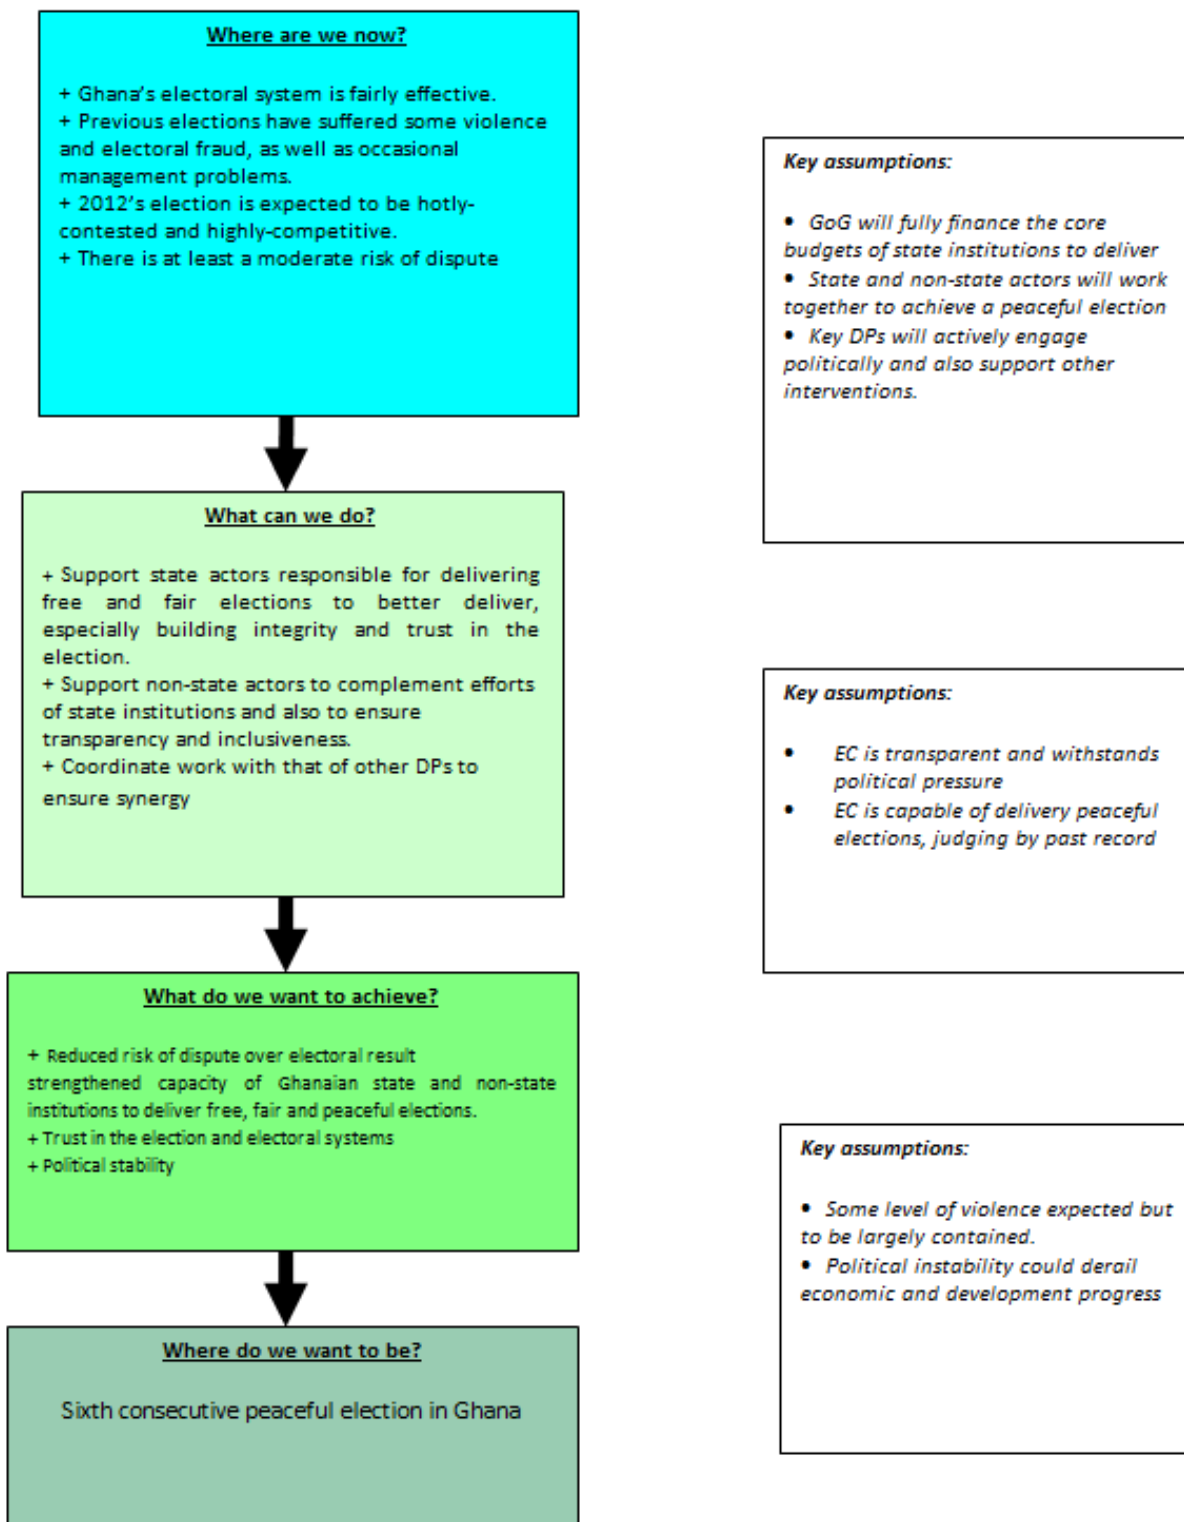 Where are we now?
+ Ghana's electoral system is fairly effective.
+ Previous elections have suffered some violence
and electoral fraud, as well as occasional
management problems.
+ 2012's election is expected to be hotly-
contested and highly-competitive.
+ There is at least a moderate risk of dispute
Key assumptions:
• GoG will fully finance the core
budgets of state institutions to deliver
• State and non-state actors will work
together to achieve a peaceful election
• Key DPs will actively engage
politically and also support other
interventions.
What can we do?
+ Support state actors responsible for delivering
free and fair elections to better deliver,
especially building integrity and trust in the
election.
+ Support non-state actors to complement efforts
of state institutions and also to ensure
transparency and inclusiveness.
+ Coordinate work with that of other DPs to
ensure synergy
Key assumptions:
• EC is transparent and withstands
political pressure
• EC is capable of delivery peaceful
elections, judging by past record
What do we want to achieve?
+ Reduced risk of dispute over electoral result
strengthened capacity of Ghanaian state and non-state
institutions to deliver free, fair and peaceful elections.
+ Trust in the election and electoral systems
+ Political stability
Key assumptions:
• Some level of violence expected but
to be largely contained.
• Political instability could derail
economic and development progress
Where do we want to be?
Sixth consecutive peaceful election in Ghana